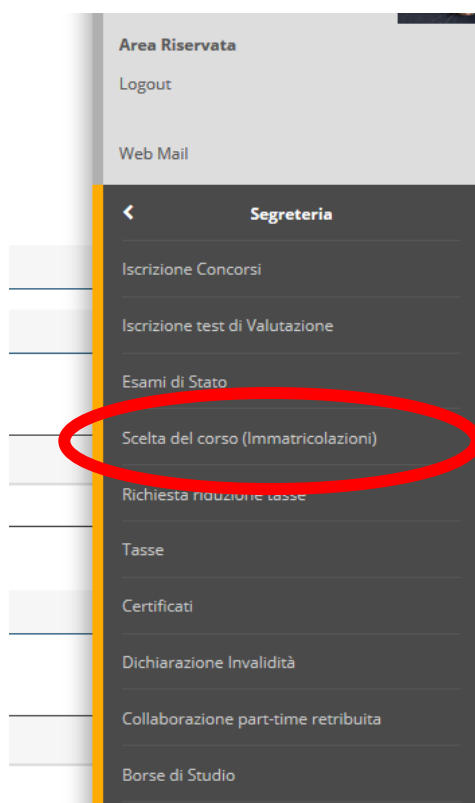 Area Riservata
Logout
Web Mail
Segreteria
Iscrizione Concorsi
Iscrizione test di Valutazione
Esami di Stato
Scelta del corso (Immatricolazioni)
Richiesta riduzione tasse
Tasse
Certificati
Dichiarazione Invalidità
Collaborazione part-time retribuita
Borse di Studio